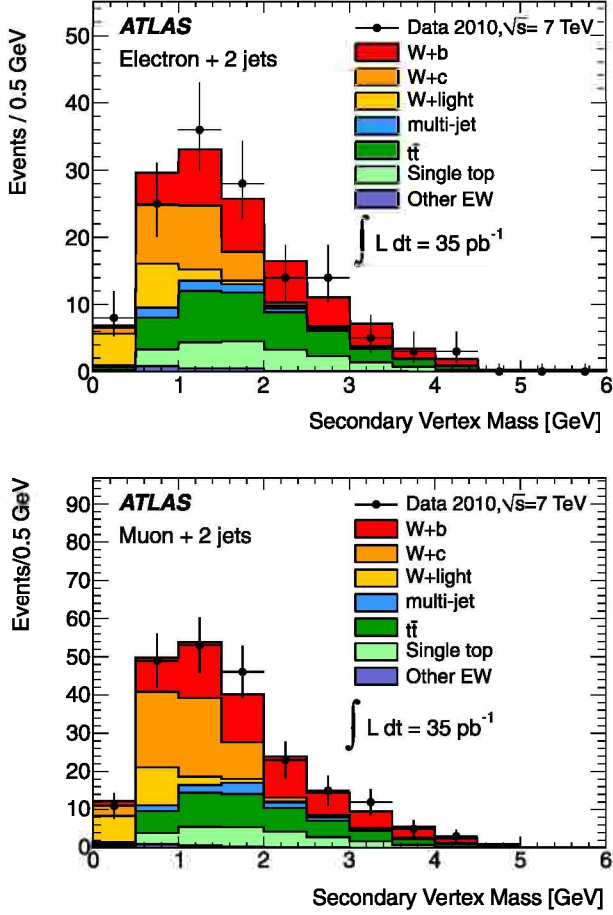 ATLAS
Electron + 2 jets
Data 2010,√s= 7 TeV
W+b
W+c
W+light
multi-jet
tt̄
Single top
Other EW
∫ L dt = 35 pb⁻¹
Events / 0.5 GeV
50
40
30
20
10
0
0 1 2 3 4 5 6
Secondary Vertex Mass [GeV]
ATLAS
Muon + 2 jets
Data 2010,√s=7 TeV
W+b
W+c
W+light
multi-jet
tt̄
Single top
Other EW
∫ L dt = 35 pb⁻¹
Events/0.5 GeV
90
80
70
60
50
40
30
20
10
0
0 1 2 3 4 5 6
Secondary Vertex Mass [GeV]